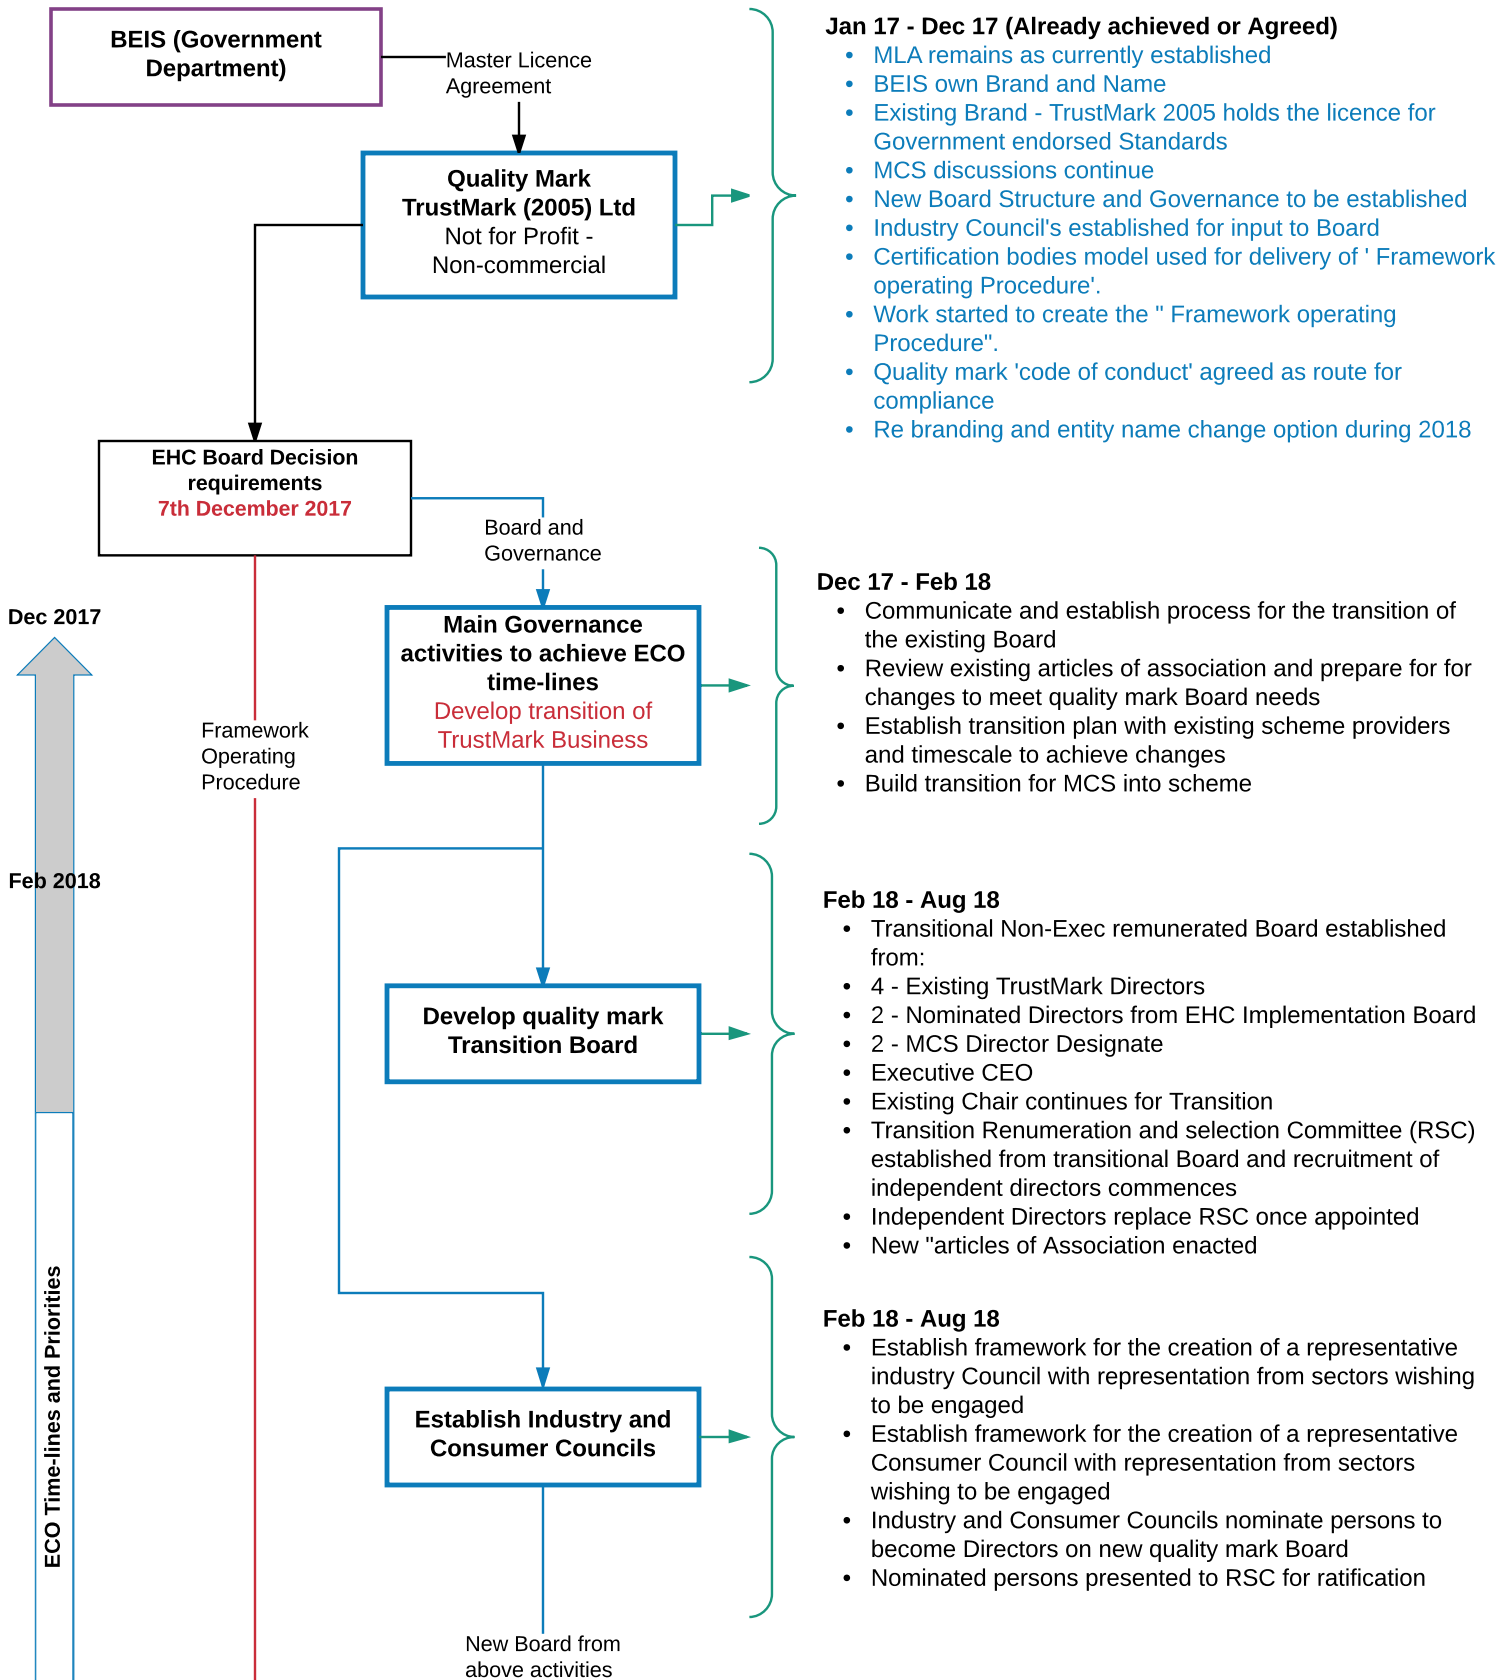 BEIS (Government
Department)
Master Licence
Agreement
Quality Mark
TrustMark (2005) Ltd
Not for Profit -
Non-commercial
Jan 17 - Dec 17 (Already achieved or Agreed)
• MLA remains as currently established
• BEIS own Brand and Name
• Existing Brand - TrustMark 2005 holds the licence for
Government endorsed Standards
• MCS discussions continue
• New Board Structure and Governance to be established
• Industry Council's established for input to Board
• Certification bodies model used for delivery of ' Framework
operating Procedure'.
• Work started to create the " Framework operating
Procedure".
• Quality mark 'code of conduct' agreed as route for
compliance
• Re branding and entity name change option during 2018
EHC Board Decision
requirements
7th December 2017
Board and
Governance
Dec 2017
Framework
Operating
Procedure
Feb 2018
ECO Time-lines and Priorities
Main Governance
activities to achieve ECO
time-lines
Develop transition of
TrustMark Business
Dec 17 - Feb 18
• Communicate and establish process for the transition of
the existing Board
• Review existing articles of association and prepare for for
changes to meet quality mark Board needs
• Establish transition plan with existing scheme providers
and timescale to achieve changes
• Build transition for MCS into scheme
Develop quality mark
Transition Board
Feb 18 - Aug 18
• Transitional Non-Exec remunerated Board established
from:
• 4 - Existing TrustMark Directors
• 2 - Nominated Directors from EHC Implementation Board
• 2 - MCS Director Designate
• Executive CEO
• Existing Chair continues for Transition
• Transition Renumeration and selection Committee (RSC)
established from transitional Board and recruitment of
independent directors commences
• Independent Directors replace RSC once appointed
• New "articles of Association enacted
Establish Industry and
Consumer Councils
Feb 18 - Aug 18
• Establish framework for the creation of a representative
industry Council with representation from sectors wishing
to be engaged
• Establish framework for the creation of a representative
Consumer Council with representation from sectors
wishing to be engaged
• Industry and Consumer Councils nominate persons to
become Directors on new quality mark Board
• Nominated persons presented to RSC for ratification
New Board from
above activities